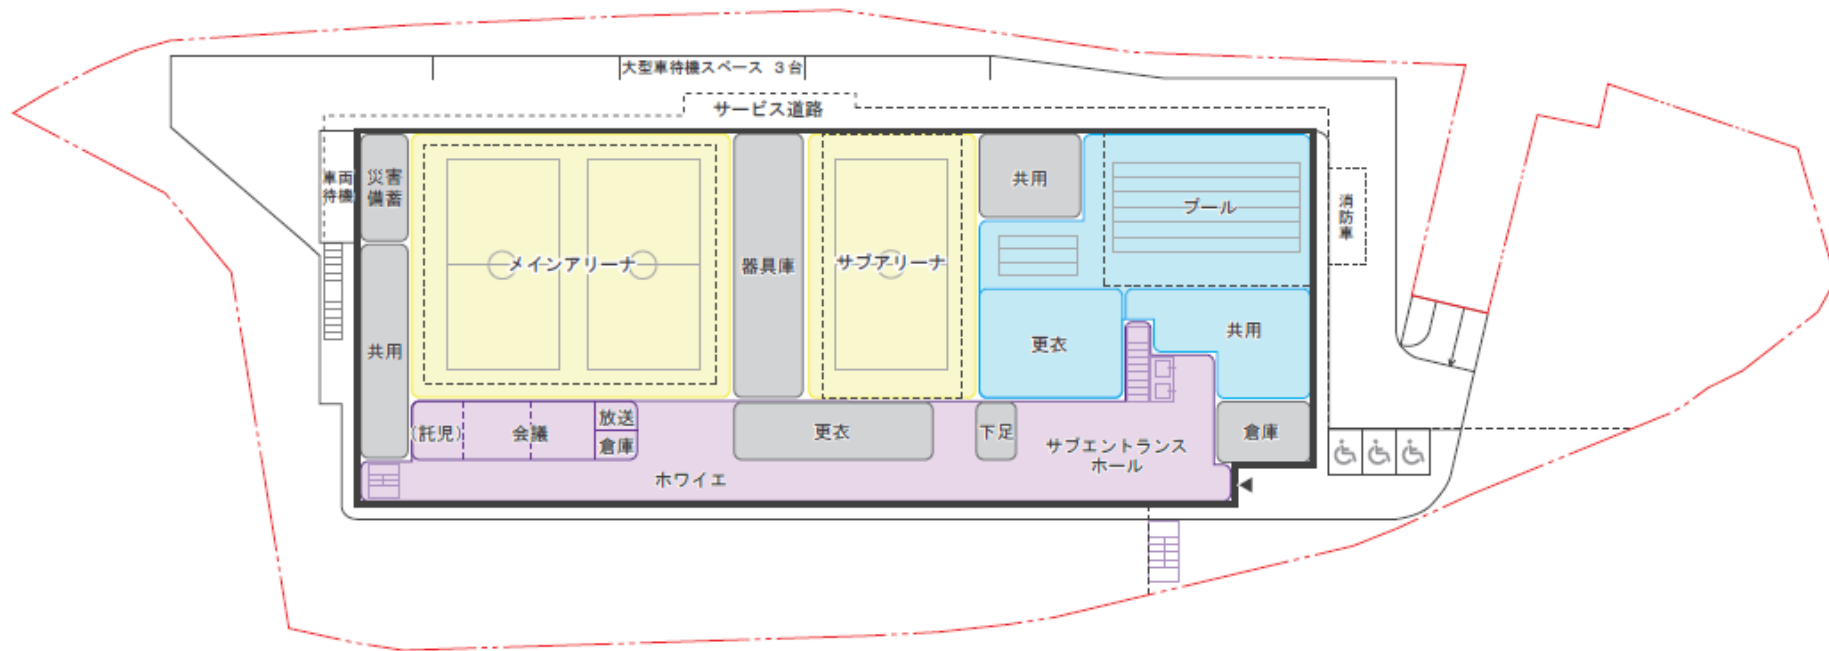 大型車待機スペース 3台
サービス道路
車両
待機
災害
備蓄
共用
プール
消防車
メインアリーナ
器具庫
サブアリーナ
共用
更衣
共用
(託児)
会議
放送
倉庫
更衣
下足
サブエントランス
ホール
倉庫
ホワイエ